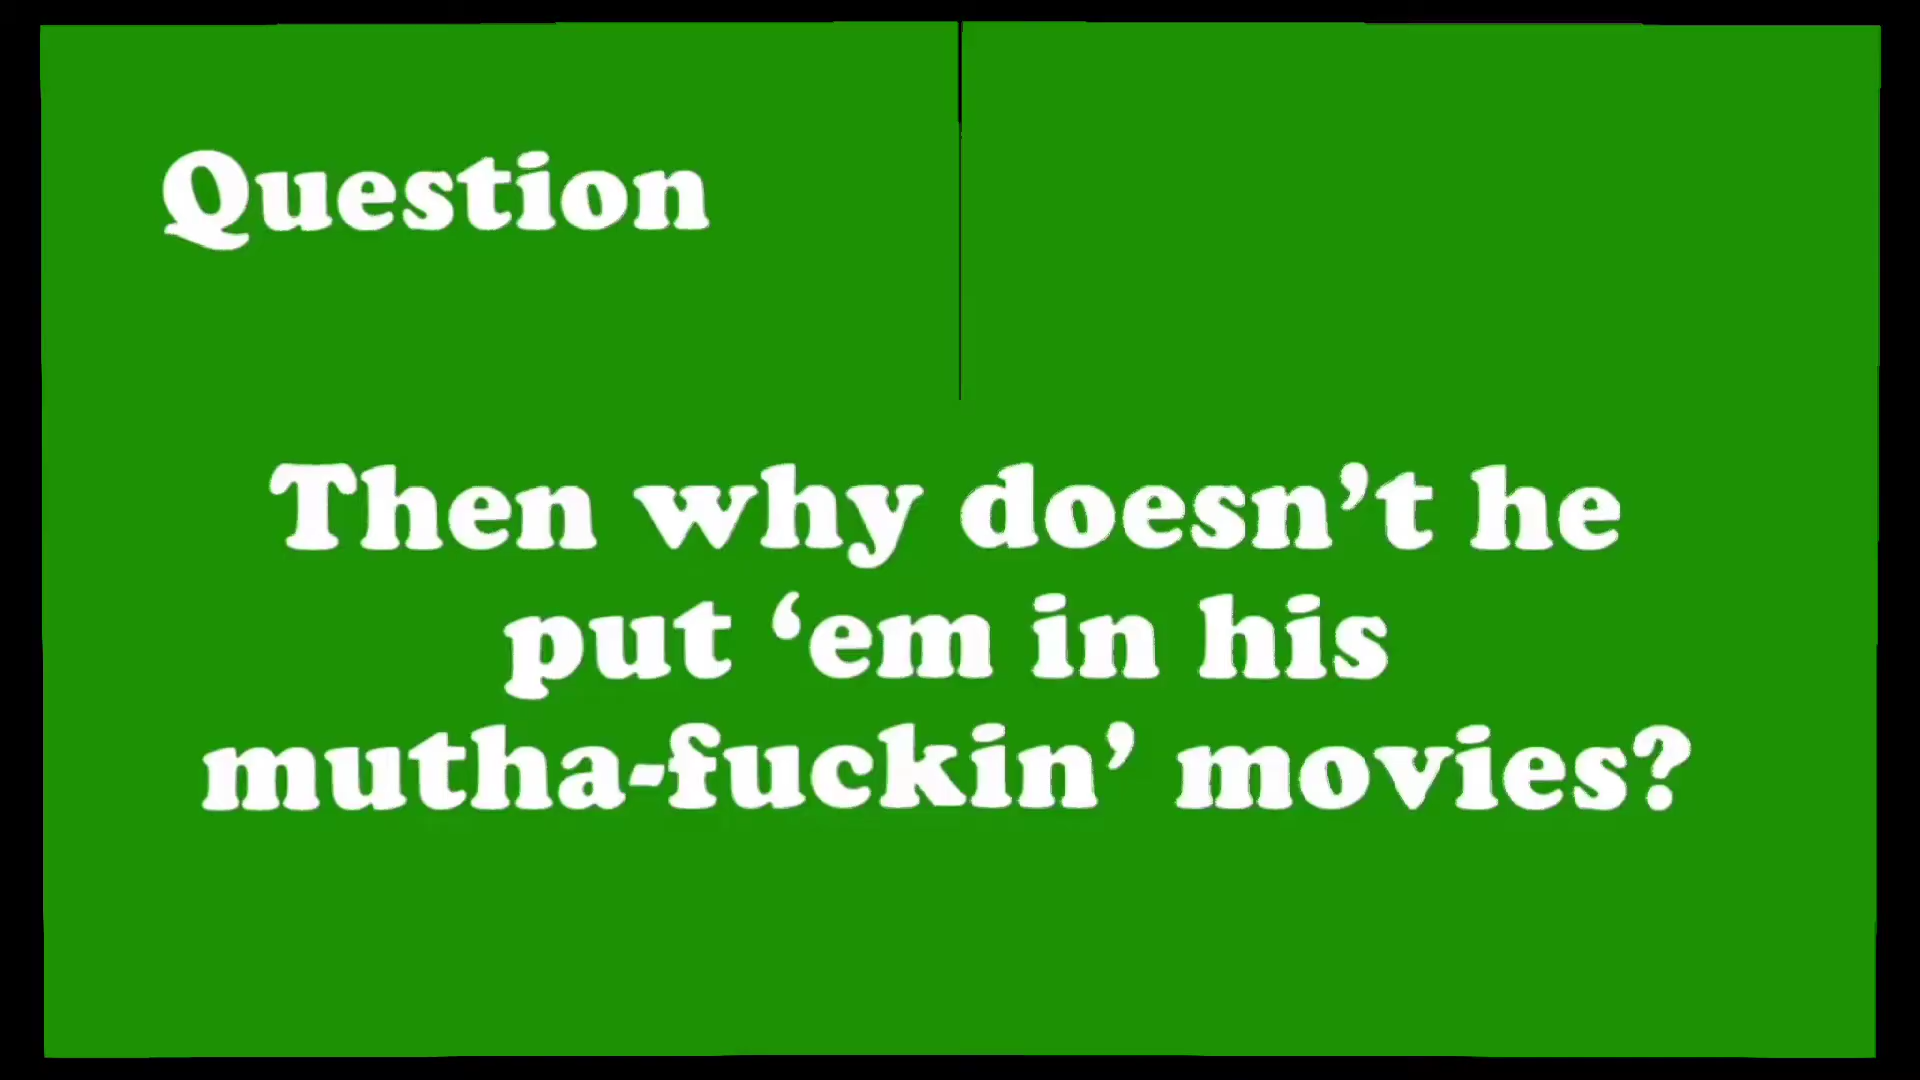 Question
Then why doesn’t he
put ‘em in his
mutha-fuckin’ movies?